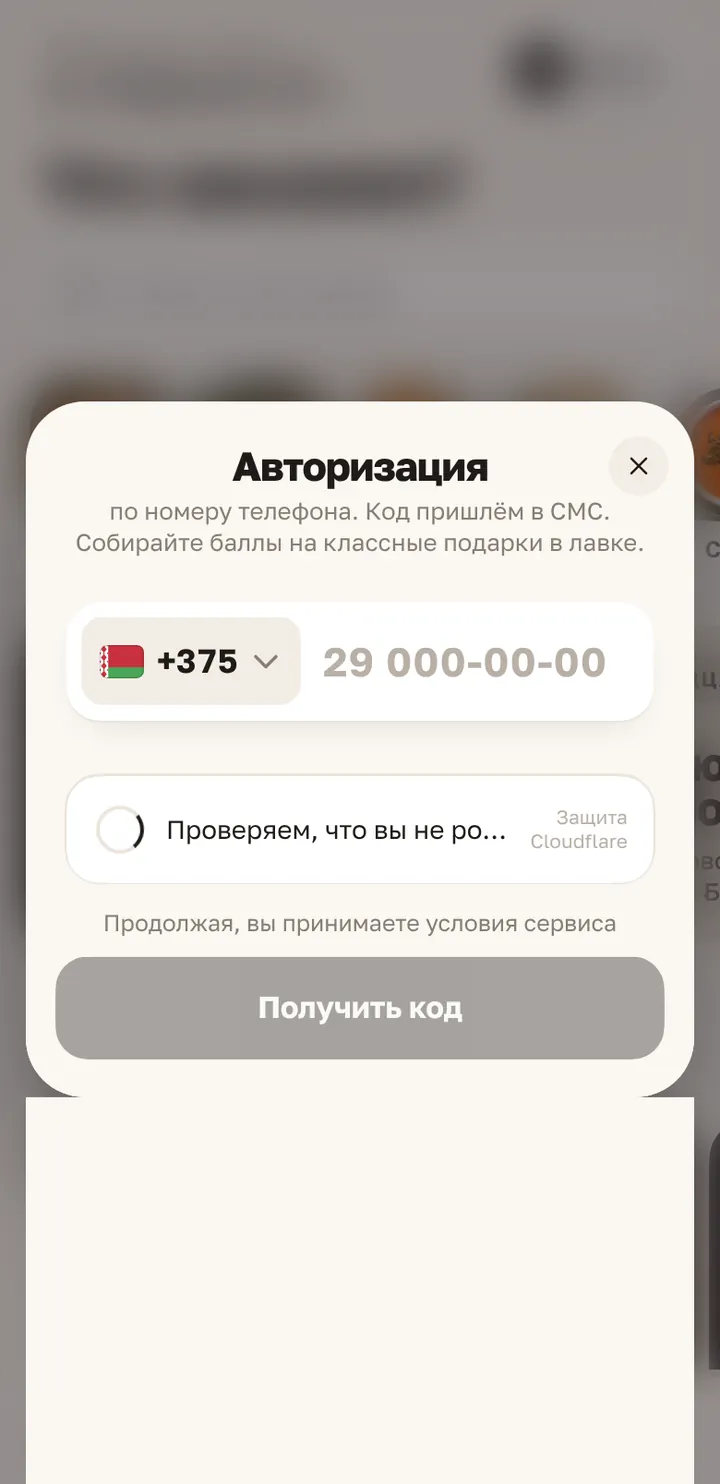 Авторизация
по номеру телефона. Код пришлём в СМС.
Собирайте баллы на классные подарки в лавке.
+375
29 000-00-00
Проверяем, что вы не ро...
Защита
Cloudflare
Продолжая, вы принимаете условия сервиса
Получить код